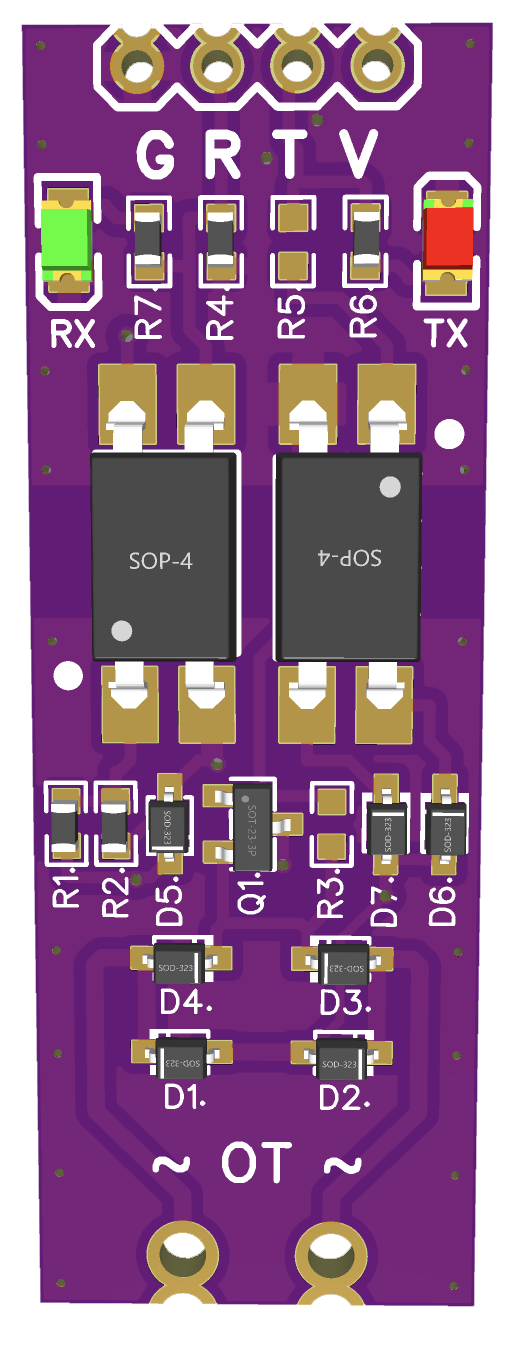 G R T V
R7. R4. R5. R6.
RX TX
SOP-4 SOP-4
SOD-323 SOT-23-3P SOD-323 SOD-323
R1. R2. D5. Q1. R3. D7. D6.
SOD-323 SOD-323
D4. D3.
SOD-323 SOD-323
D1. D2.
~ OT ~